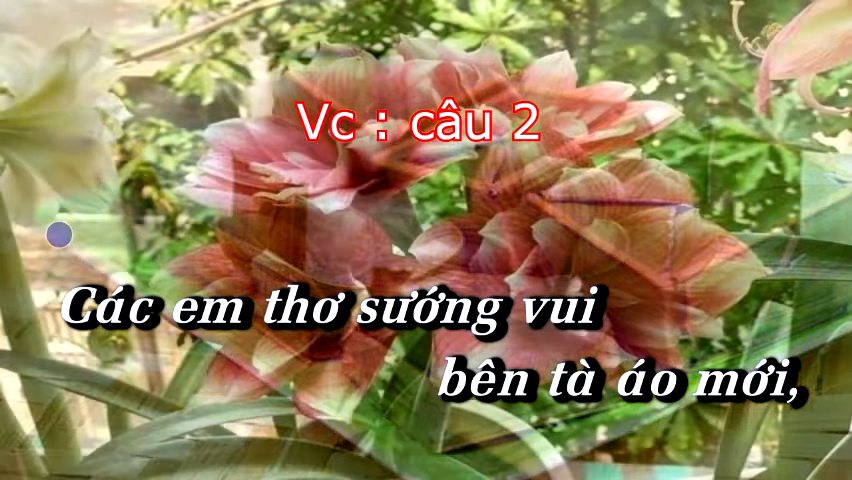 Vc : câu 2
Các em thơ sướng vui
bên tà áo mới,